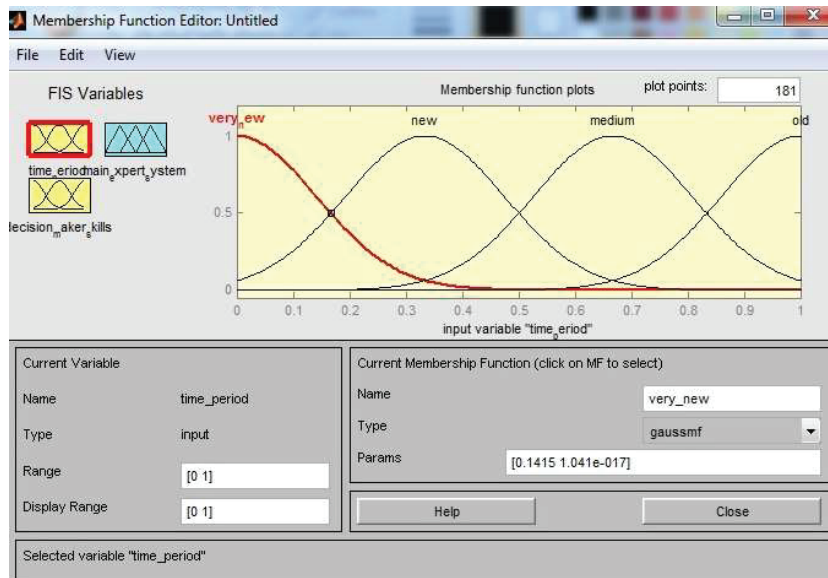 Membership Function Editor: Untitled
File Edit View
FIS Variables
Membership function plots
plot points:
181
very_new
new
medium
old
1
0.5
0
0 0.1 0.2 0.3 0.4 0.5 0.6 0.7 0.8 0.9 1
input variable "time_period"
time_eriod
main_expert_system
decision_maker_skills
Current Variable
Name time_period
Type input
Range [0 1]
Display Range [0 1]
Current Membership Function (click on MF to select)
Name very_new
Type gaussmf
Params [0.1415 1.041e-017]
Help Close
Selected variable "time_period"